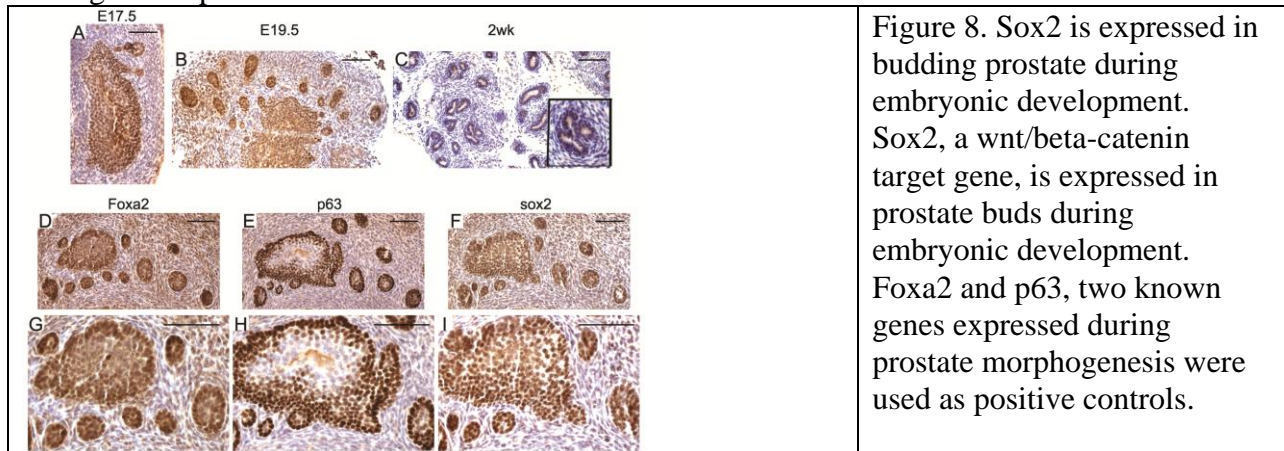 E17.5
A
E19.5
B
2wk
C
Foxa2
D
p63
E
sox2
F
G
H
I
Figure 8. Sox2 is expressed in
budding prostate during
embryonic development.
Sox2, a wnt/beta-catenin
target gene, is expressed in
prostate buds during
embryonic development.
Foxa2 and p63, two known
genes expressed during
prostate morphogenesis were
used as positive controls.